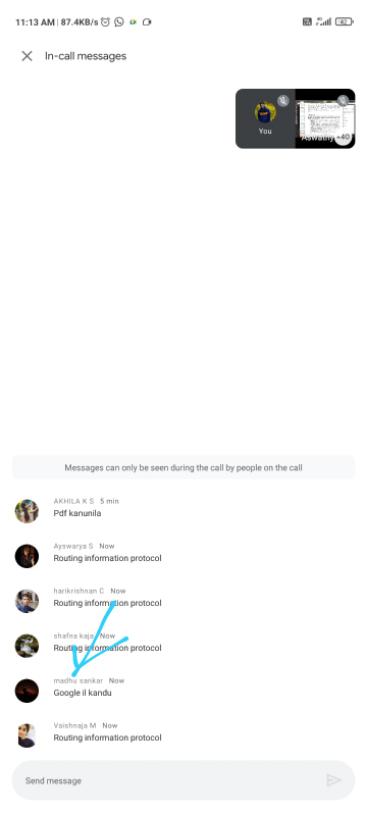 11:13 AM | 87.4KB/s
62
In-call messages
You
Aswathy
+40
Messages can only be seen during the call by people on the call
AKHILA K S 5 min
Pdf kanunila
Ayswarya S Now
Routing information protocol
harikrishnan C Now
Routing information protocol
shafna kaja Now
Routing information protocol
madhu sankar Now
Google il kandu
Vaishnaja M Now
Routing information protocol
Send message